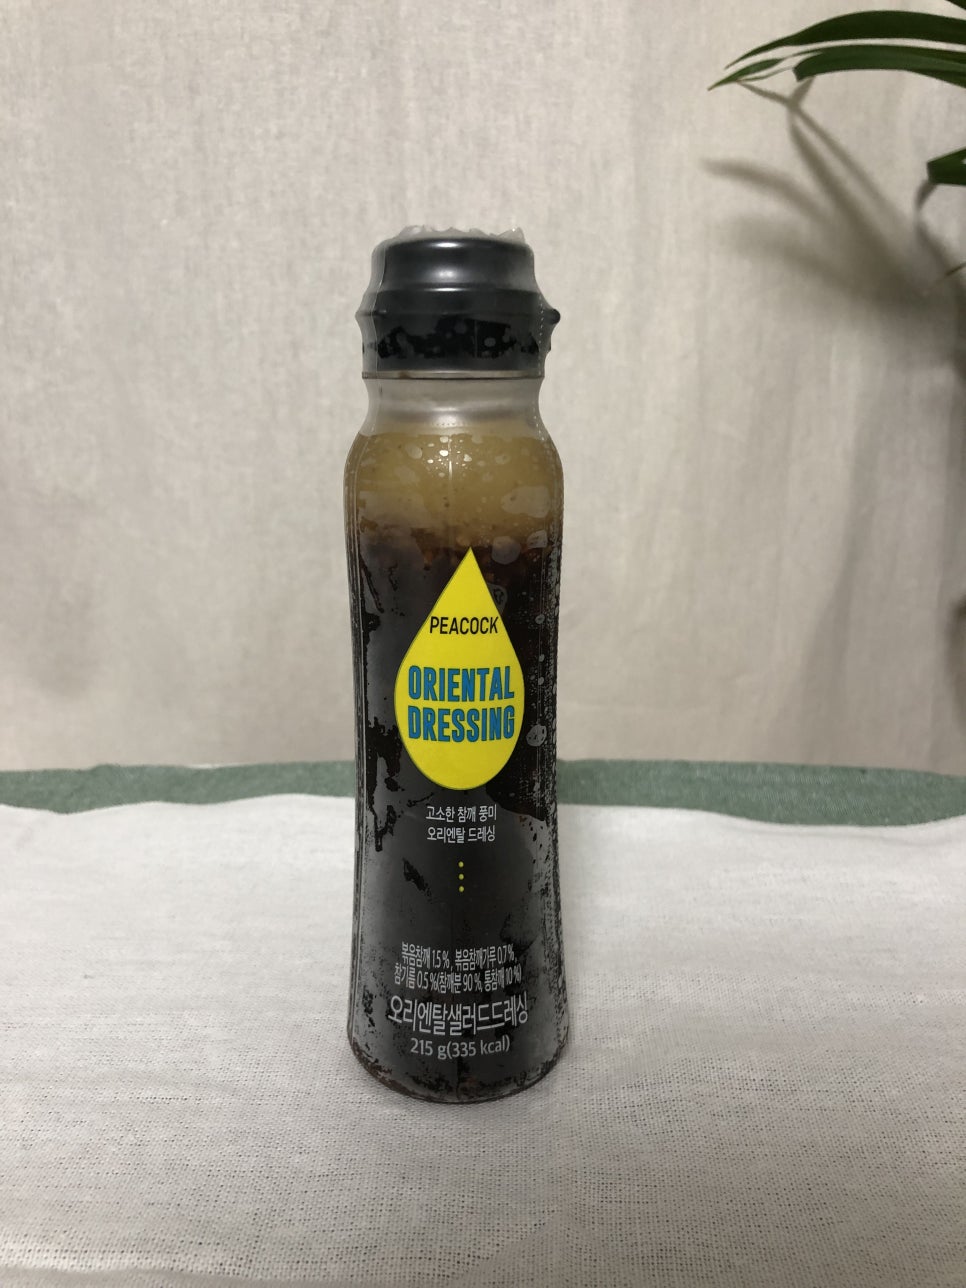 PEACOCK
ORIENTAL
DRESSING
고소한 참깨 풍미
오리엔탈 드레싱
볶음참깨 1.5%, 볶음참깨가루 0.7%,
참기름 0.5%(참깨분 90%, 통참깨 10%)
오리엔탈샐러드드레싱
215 g(335 kcal)